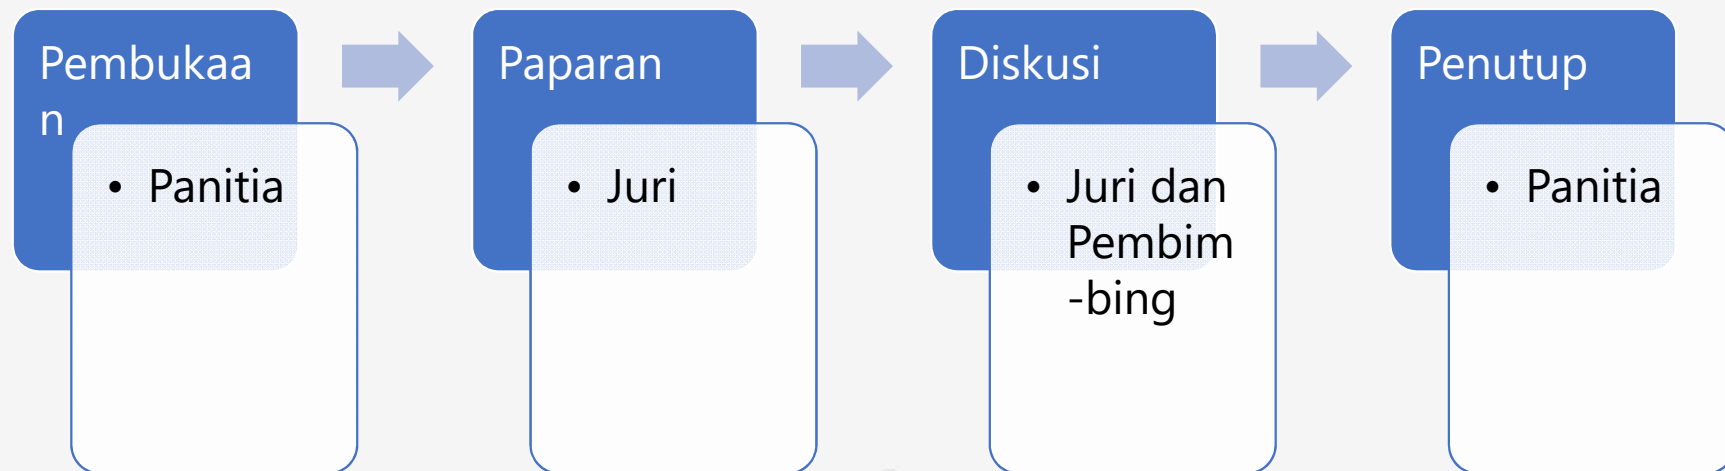 Pembukaa
n
• Panitia
Paparan
• Juri
Diskusi
• Juri dan
Pembim
-bing
Penutup
• Panitia